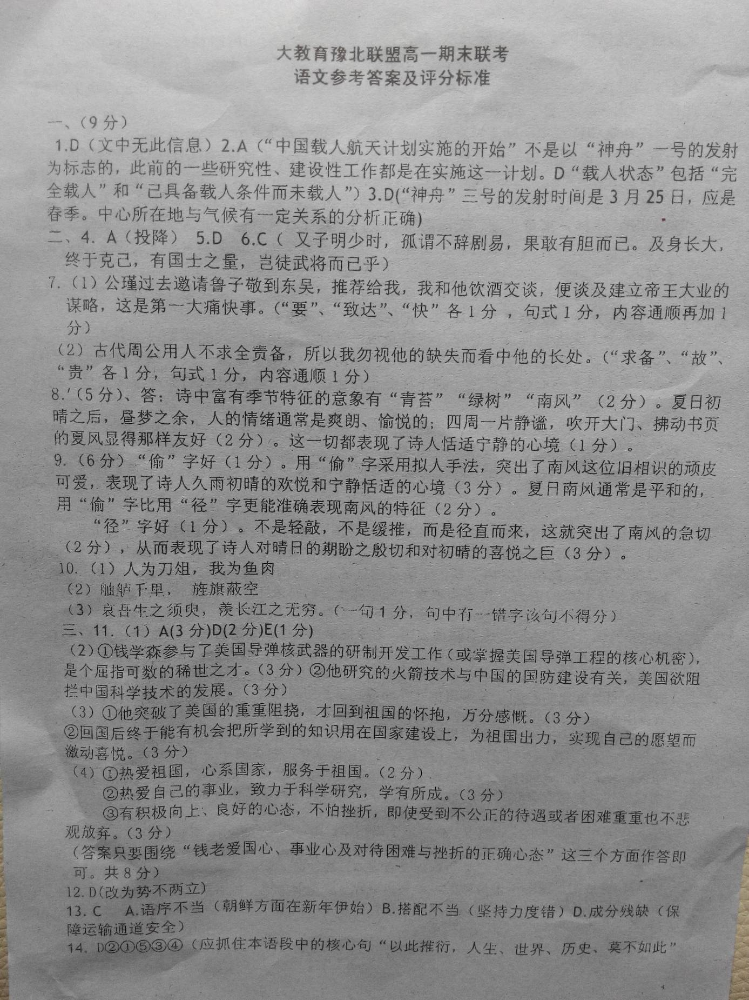 大教育豫北联盟高一期末联考
语文参考答案及评分标准
一、（9 分）
1.D（文中无此信息）2.A（“中国载人航天计划实施的开始”不是以“神舟”一号的发射
为标志的，此前的一些研究性、建设性工作都是在实施这一计划。D“载人状态”包括“完
全载人”和“已具备载人条件而未载人”）3.D(“神舟”三号的发射时间是 3 月 25 日，应是
春季。中心所在地与气候有一定关系的分析正确)
二、4. A（投降） 5.D 6.C（ 又子明少时，孤谓不辞剧易，果敢有胆而已。及身长大，
终于克己，有国士之量，岂徒武将而已乎）
7.（1）公瑾过去邀请鲁子敬到东吴，推荐给我，我和他饮酒交谈，便谈及建立帝王大业的
谋略，这是第一大痛快事。（“要”、“致达”、“快”各 1 分 ，句式 1 分，内容通顺再加 1
分）
（2）古代周公用人不求全责备，所以我勿视他的缺失而看中他的长处。（“求备”、“故”、
“贵”各 1 分，句式 1 分，内容通顺 1 分）
8.′（5 分）、答：诗中富有季节特征的意象有“青苔”“绿树”“南风”（2 分）。夏日初
晴之后，昼梦之余，人的情绪通常是爽朗、愉悦的；四周一片静谧，吹开大门、拂动书页
的夏风显得那样友好（2 分）。这一切都表现了诗人恬适宁静的心境（1 分）。
9.（6 分）“偷”字好（1 分）。用“偷”字采用拟人手法，突出了南风这位旧相识的顽皮
可爱，表现了诗人久雨初晴的欢悦和宁静恬适的心境（3 分）。夏日南风通常是平和的，
用“偷”字比用“径”字更能准确表现南风的特征（2 分）。
“径”字好（1 分）。不是轻敲，不是缓推，而是径直而来，这就突出了南风的急切
（2 分），从而表现了诗人对晴日的期盼之殷切和对初晴的喜悦之巨（3 分）。
10.（1）人为刀俎，我为鱼肉
（2）舳舻千里， 旌旗蔽空
（3）哀吾生之须臾，羡长江之无穷。（一句 1 分，句中有一错字该句不得分）
三、11.（1）A(3 分)D(2 分)E(1 分)
（2）①钱学森参与了美国导弹核武器的研制开发工作（或掌握美国导弹工程的核心机密），
是个屈指可数的稀世之才。（3 分）②他研究的火箭技术与中国的国防建设有关，美国欲阻
拦中国科学技术的发展。（3 分）
（3）①他突破了美国的重重阻挠，才回到祖国的怀抱，万分感慨。（3 分）
②回国后终于能有机会把所学到的知识用在国家建设上，为祖国出力，实现自己的愿望而
激动喜悦。（3 分）
（4）①热爱祖国，心系国家，服务于祖国。（2 分）.
②热爱自己的事业，致力于科学研究，学有所成。（3 分）
③有积极向上、良好的心态，不怕挫折，即使受到不公正的待遇或者困难重重也不悲
观放弃。（3 分）
（答案只要围绕“钱老爱国心、事业心及对待困难与挫折的正确心态”这三个方面作答即
可。共 8 分）
12. D(改为势不两立)
13. C A.语序不当（朝鲜方面在新年伊始）B.搭配不当（坚持力度错）D.成分残缺（保
障运输通道安全）
14. D②①⑤③④（应抓住本语段中的核心句“以此推衍，人生、世界、历史、莫不如此”
4